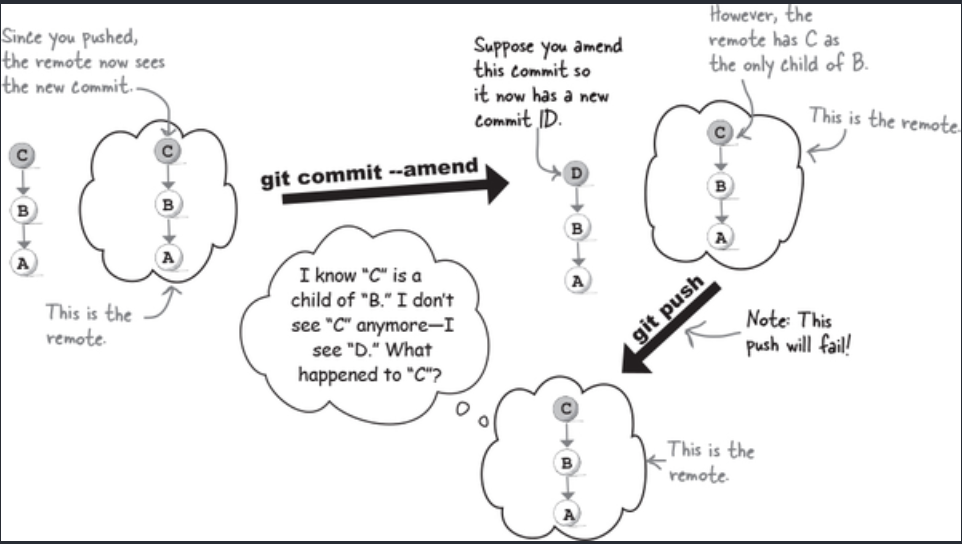 Since you pushed,
the remote now sees
the new commit.
C
B
A
C
B
A
This is the
remote.
git commit --amend
Suppose you amend
this commit so
it now has a new
commit ID.
D
B
A
However, the
remote has C as
the only child of B.
This is the remote.
C
B
A
I know "C" is a
child of "B." I don't
see "C" anymore—I
see "D." What
happened to "C"?
git push
Note: This
push will fail!
C
B
A
This is the
remote.